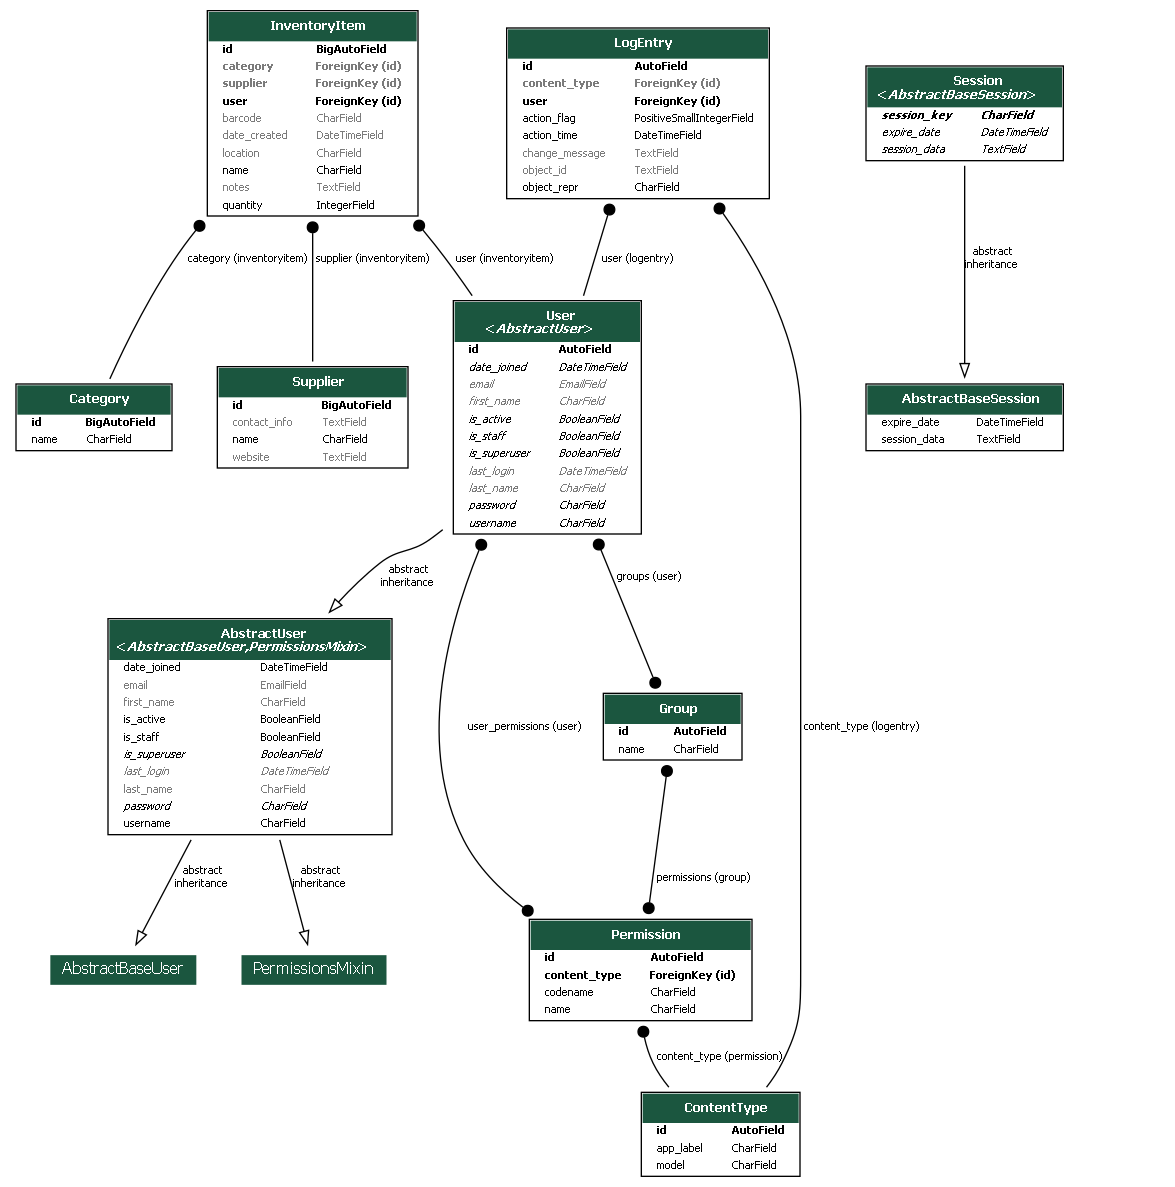 InventoryItem
id BigAutoField
category ForeignKey (id)
supplier ForeignKey (id)
user ForeignKey (id)
barcode CharField
date_created DateTimeField
location CharField
name CharField
notes TextField
quantity IntegerField
LogEntry
id AutoField
content_type ForeignKey (id)
user ForeignKey (id)
action_flag PositiveSmallIntegerField
action_time DateTimeField
change_message TextField
object_id TextField
object_repr CharField
Session
<AbstractBaseSession>
session_key CharField
expire_date DateTimeField
session_data TextField
category (inventoryitem)
supplier (inventoryitem)
user (inventoryitem)
user (logentry)
abstract
inheritance
User
<AbstractUser>
id AutoField
date_joined DateTimeField
email EmailField
first_name CharField
is_active BooleanField
is_staff BooleanField
is_superuser BooleanField
last_login DateTimeField
last_name CharField
password CharField
username CharField
Category
id BigAutoField
name CharField
Supplier
id BigAutoField
contact_info TextField
name CharField
website TextField
AbstractBaseSession
expire_date DateTimeField
session_data TextField
abstract
inheritance
groups (user)
AbstractUser
<AbstractBaseUser,PermissionsMixin>
date_joined DateTimeField
email EmailField
first_name CharField
is_active BooleanField
is_staff BooleanField
is_superuser BooleanField
last_login DateTimeField
last_name CharField
password CharField
username CharField
user_permissions (user)
Group
id AutoField
name CharField
content_type (logentry)
abstract
inheritance
abstract
inheritance
permissions (group)
AbstractBaseUser
PermissionsMixin
Permission
id AutoField
content_type ForeignKey (id)
codename CharField
name CharField
content_type (permission)
ContentType
id AutoField
app_label CharField
model CharField